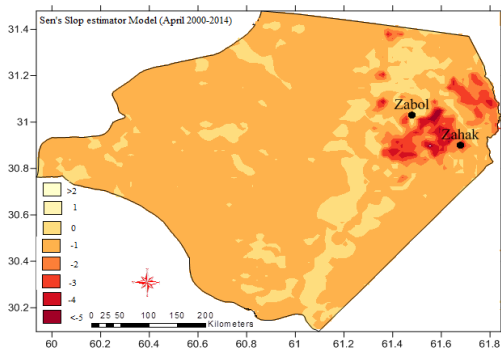 Sen's Slop estimator Model (April 2000-2014)
31.4
31.2
31
30.8
30.6
30.4
30.2
Zabol
Zahak
>2
1
0
-1
-2
-3
-4
<-5
0 25 50 100 150 200
Kilometers
60 60.2 60.4 60.6 60.8 61 61.2 61.4 61.6 61.8